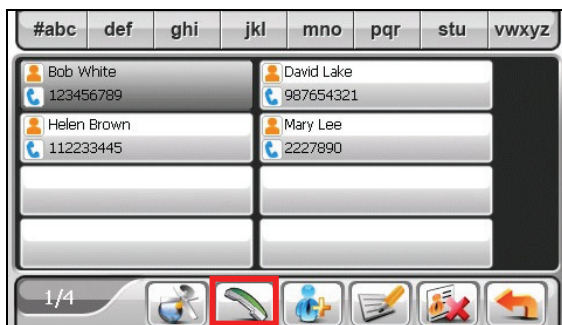 #abc def ghi jkl mno pqr stu vwxyz
Bob White
123456789
David Lake
987654321
Helen Brown
112233445
Mary Lee
2227890
1/4